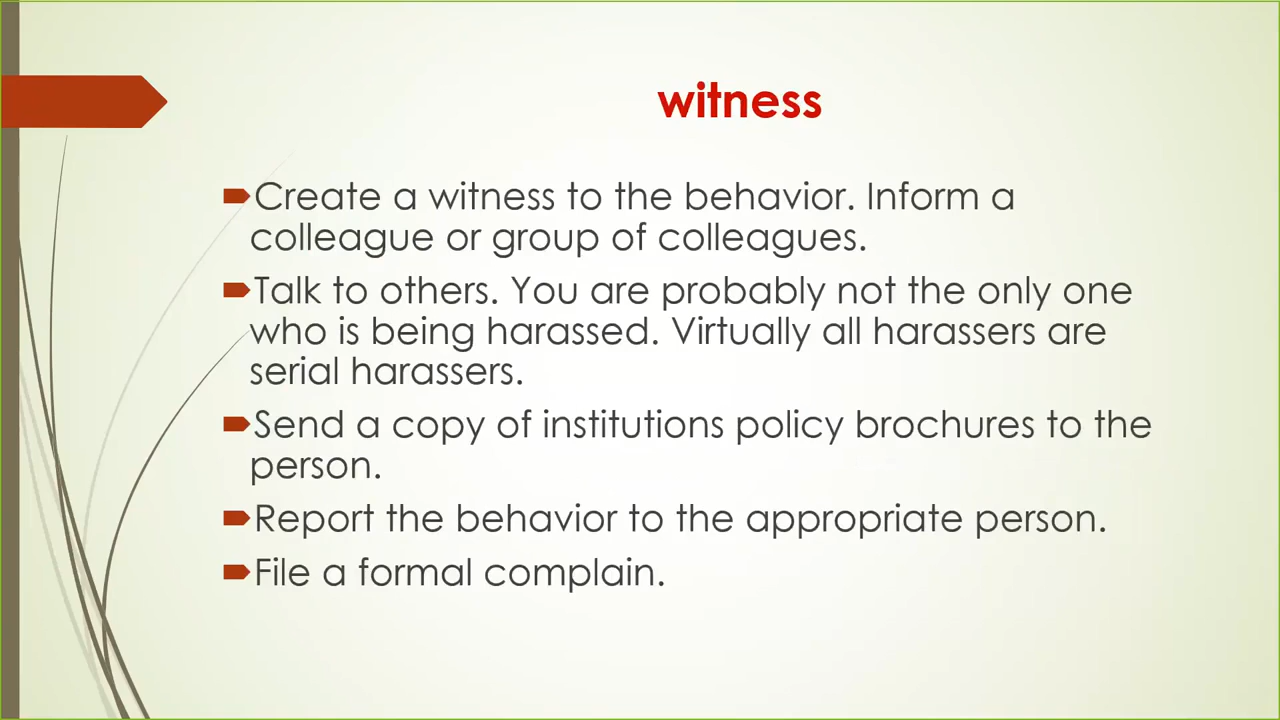 witness
Create a witness to the behavior. Inform a
colleague or group of colleagues.
Talk to others. You are probably not the only one
who is being harassed. Virtually all harassers are
serial harassers.
Send a copy of institutions policy brochures to the
person.
Report the behavior to the appropriate person.
File a formal complain.